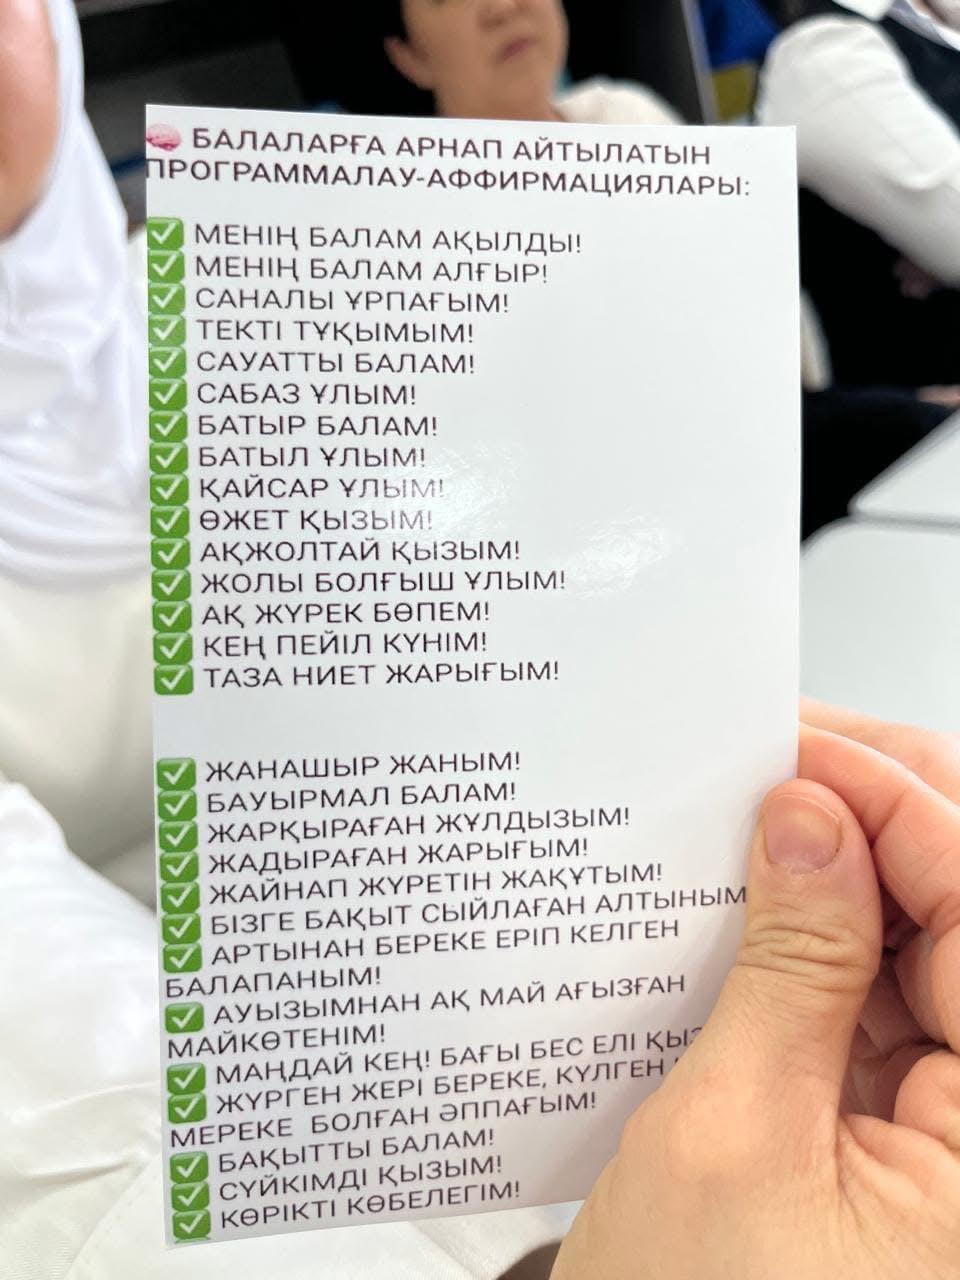 БАЛАЛАРҒА АРНАП АЙТЫЛАТЫН
ПРОГРАММАЛАУ-АФФИРМАЦИЯЛАРЫ:
✅ МЕНІҢ БАЛАМ АҚЫЛДЫ!
✅ МЕНІҢ БАЛАМ АЛҒЫР!
✅ САНАЛЫ ҰРПАҒЫМ!
✅ ТЕКТІ ТҰҚЫМЫМ!
✅ САУАТТЫ БАЛАМ!
✅ САБАЗ ҰЛЫМ!
✅ БАТЫР БАЛАМ!
✅ БАТЫЛ ҰЛЫМ!
✅ ҚАЙСАР ҰЛЫМ!
✅ ӨЖЕТ ҚЫЗЫМ!
✅ АҚЖОЛТАЙ ҚЫЗЫМ!
✅ ЖОЛЫ БОЛҒЫШ ҰЛЫМ!
✅ АҚ ЖҮРЕК БӨПЕМ!
✅ КЕҢ ПЕЙІЛ КҮНІМ!
✅ ТАЗА НИЕТ ЖАРЫҒЫМ!
✅ ЖАНАШЫР ЖАНЫМ!
✅ БАУЫРМАЛ БАЛАМ!
✅ ЖАРҚЫРАҒАН ЖҰЛДЫЗЫМ!
✅ ЖАДЫРАҒАН ЖАРЫҒЫМ!
✅ ЖАЙНАП ЖҮРЕТІН ЖАҚҰТЫМ!
✅ БІЗГЕ БАҚЫТ СЫЙЛАҒАН АЛТЫНЫМ
✅ АРТЫНАН БЕРЕКЕ ЕРІП КЕЛГЕН
БАЛАПАНЫМ!
✅ АУЫЗЫМНАН АҚ МАЙ АҒЫЗҒАН
МАЙКӨТЕНІМ!
✅ МАҢДАЙ КЕҢ! БАҒЫ БЕС ЕЛІ
✅ ЖҮРГЕН ЖЕРІ БЕРЕКЕ, КҮЛГЕН
МЕРЕКЕ БОЛҒАН ӘППАҒЫМ!
✅ БАҚЫТТЫ БАЛАМ!
✅ СҮЙКІМДІ ҚЫЗЫМ!
✅ КӨРІКТІ КӨБЕЛЕГІМ!